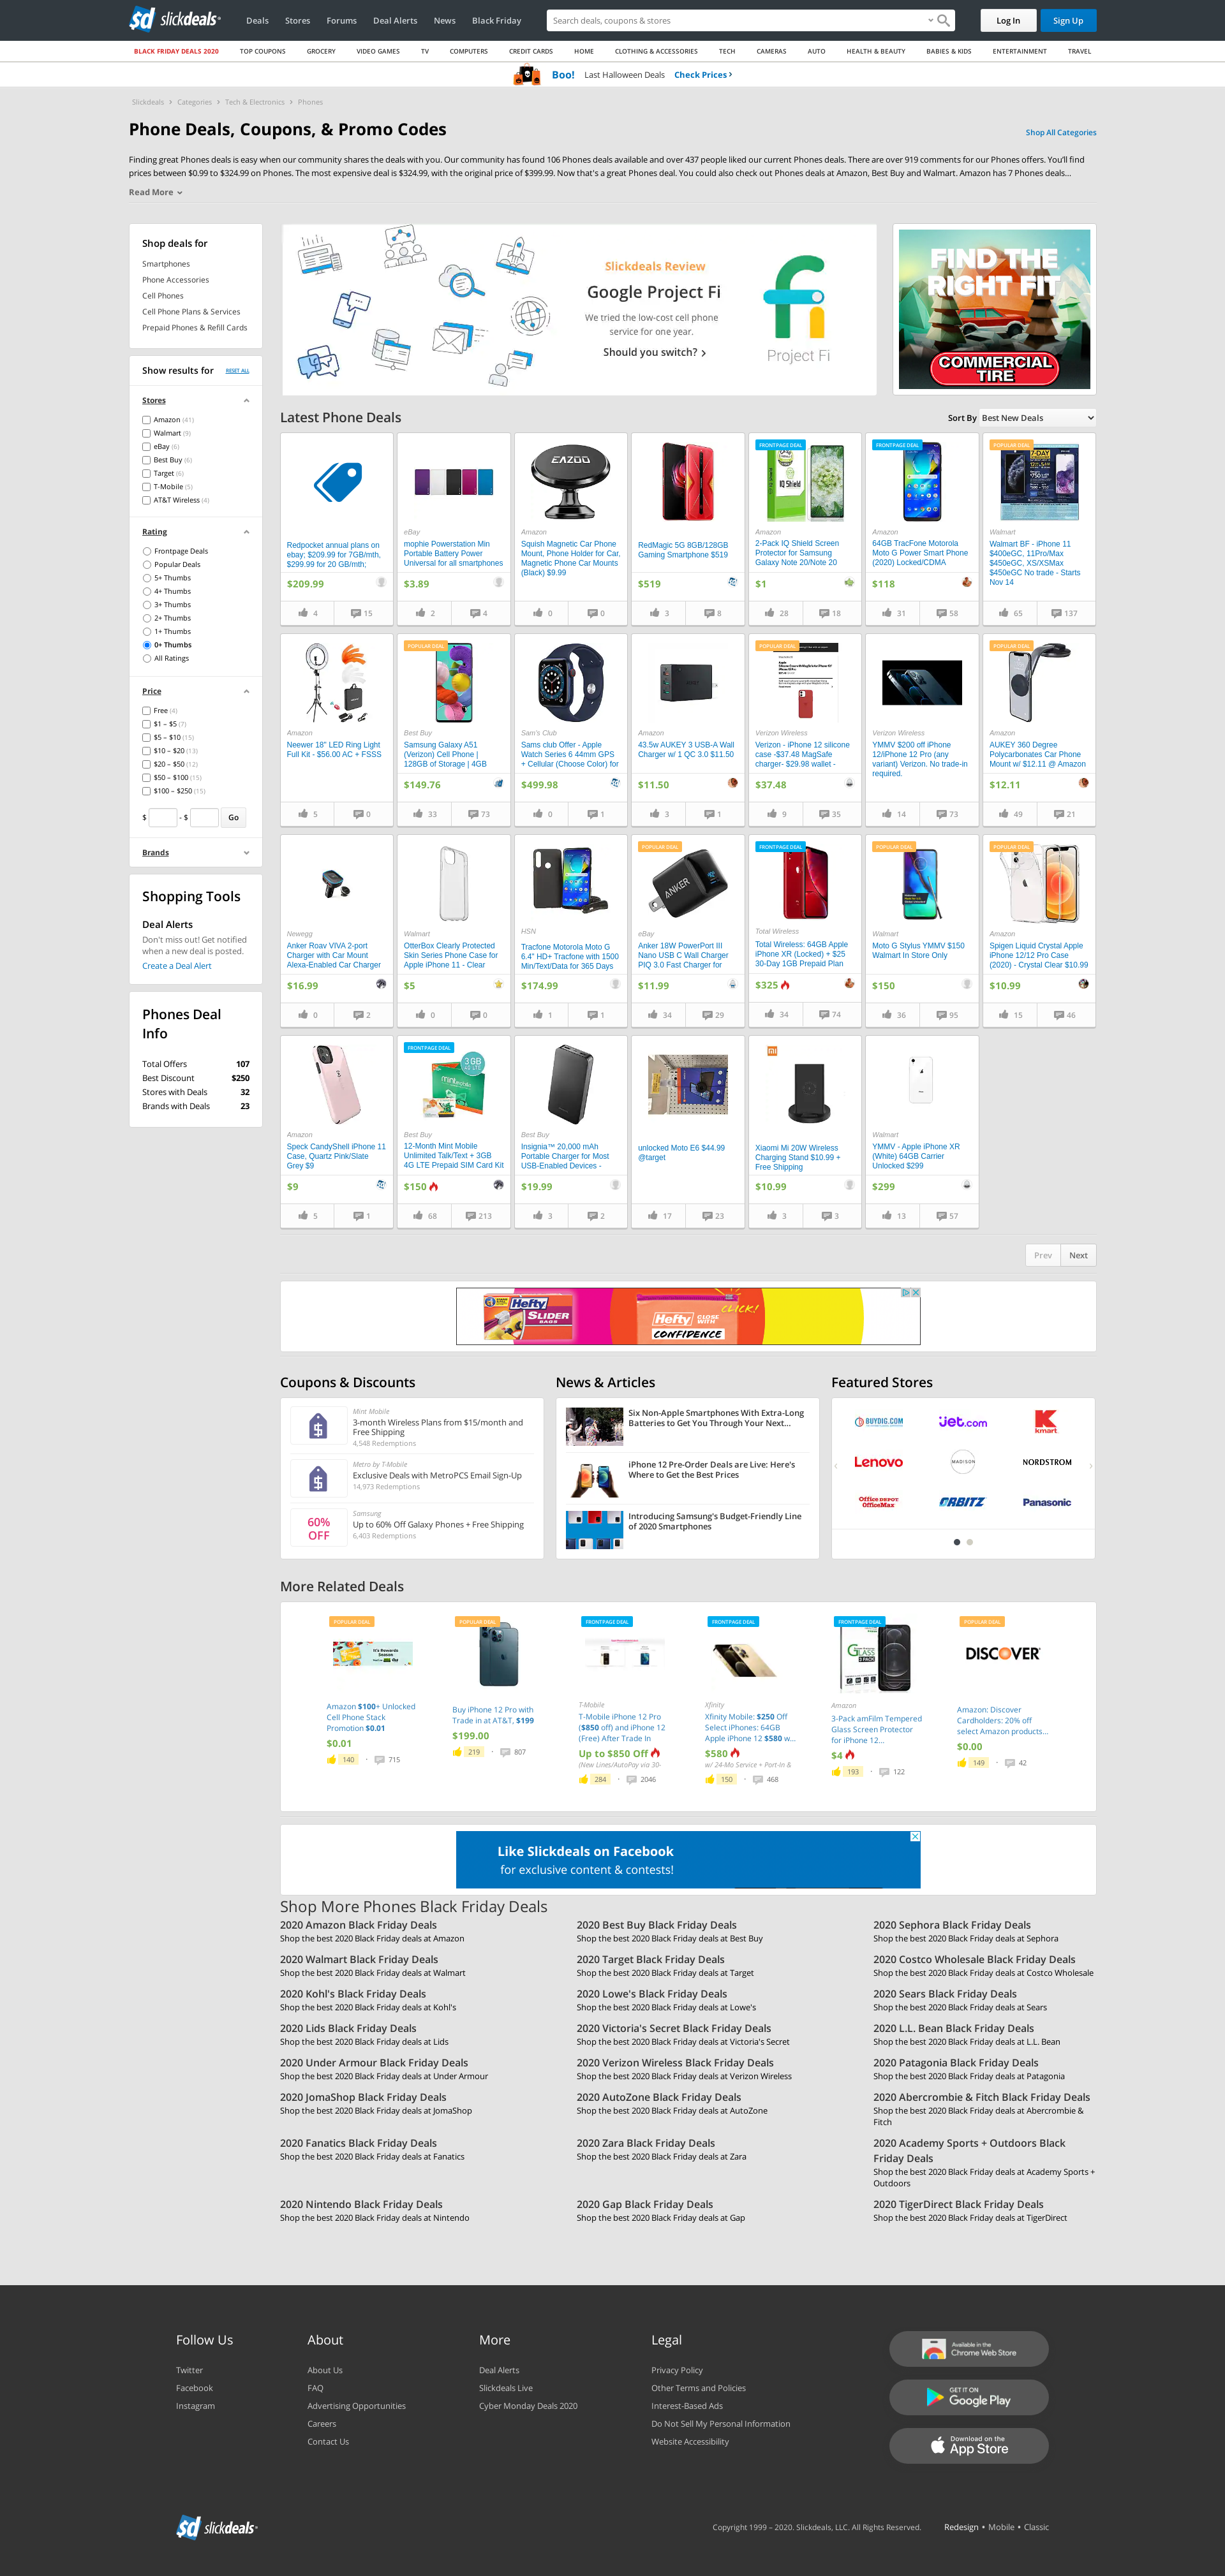 slickdeals
Deals
Stores
Forums
Deal Alerts
News
Black Friday
Search deals, coupons & stores
Log In
Sign Up
BLACK FRIDAY DEALS 2020
TOP COUPONS
GROCERY
VIDEO GAMES
TV
COMPUTERS
CREDIT CARDS
HOME
CLOTHING & ACCESSORIES
TECH
CAMERAS
AUTO
HEALTH & BEAUTY
BABIES & KIDS
ENTERTAINMENT
TRAVEL
Boo! Last Halloween Deals Check Prices
Slickdeals > Categories > Tech & Electronics > Phones
Phone Deals, Coupons, & Promo Codes
Shop All Categories
Finding great Phones deals is easy when our community shares the deals with you. Our community has found 106 Phones deals available and over 437 people liked our current Phones deals. There are over 919 comments for our Phones offers. You'll find
prices between $0.99 to $324.99 on Phones. The most expensive deal is $324.99, with the original price of $399.99. Now that's a great Phones deal. You could also check out Phones deals at Amazon, Best Buy and Walmart. Amazon has 7 Phones deals...
Read More
Shop deals for
Smartphones
Phone Accessories
Cell Phones
Cell Phone Plans & Services
Prepaid Phones & Refill Cards
Show results for
RESET ALL
Stores
Amazon (41)
Walmart (9)
eBay (6)
Best Buy (6)
Target (6)
T-Mobile (5)
AT&T Wireless (4)
Rating
Frontpage Deals
Popular Deals
5+ Thumbs
4+ Thumbs
3+ Thumbs
2+ Thumbs
1+ Thumbs
0+ Thumbs
All Ratings
Price
Free (4)
$1 – $5 (7)
$5 – $10 (15)
$10 – $20 (13)
$20 – $50 (12)
$50 – $100 (15)
$100 – $250 (15)
$ - $ Go
Brands
Shopping Tools
Deal Alerts
Don't miss out! Get notified
when a new deal is posted.
Create a Deal Alert
Phones Deal
Info
Total Offers 107
Best Discount $250
Stores with Deals 32
Brands with Deals 23
Slickdeals Review
Google Project Fi
We tried the low-cost cell phone
service for one year.
Should you switch?
Project Fi
FIND THE
RIGHT FIT
COMMERCIAL
TIRE
Latest Phone Deals
Sort By Best New Deals
Redpocket annual plans on
ebay; $209.99 for 7GB/mth,
$299.99 for 20 GB/mth;
$209.99
4
15
eBay
mophie Powerstation Min
Portable Battery Power
Universal for all smartphones
$3.89
2
4
EAZOO
Amazon
Squish Magnetic Car Phone
Mount, Phone Holder for Car,
Magnetic Phone Car Mounts
(Black) $9.99
0
0
RedMagic 5G 8GB/128GB
Gaming Smartphone $519
$519
3
8
FRONTPAGE DEAL
IQ Shield
Amazon
2-Pack IQ Shield Screen
Protector for Samsung
Galaxy Note 20/Note 20
$1
28
18
FRONTPAGE DEAL
Amazon
64GB TracFone Motorola
Moto G Power Smart Phone
(2020) Locked/CDMA
$118
31
58
POPULAR DEAL
Walmart
Walmart BF - iPhone 11
$400eGC, 11Pro/Max
$450eGC, XS/XSMax
$450eGC No trade - Starts
Nov 14
65
137
Amazon
Neewer 18" LED Ring Light
Full Kit - $56.00 AC + FSSS
5
0
POPULAR DEAL
Best Buy
Samsung Galaxy A51
(Verizon) Cell Phone |
128GB of Storage | 4GB
$149.76
33
73
Sam's Club
Sams club Offer - Apple
Watch Series 6 44mm GPS
+ Cellular (Choose Color) for
$499.98
0
1
Amazon
43.5w AUKEY 3 USB-A Wall
Charger w/ 1 QC 3.0 $11.50
$11.50
3
1
POPULAR DEAL
Verizon Wireless
Verizon - iPhone 12 silicone
case -$37.48 MagSafe
charger- $29.98 wallet -
$37.48
9
35
Verizon Wireless
YMMV $200 off iPhone
12/iPhone 12 Pro (any
variant) Verizon. No trade-in
required.
14
73
POPULAR DEAL
Amazon
AUKEY 360 Degree
Polycarbonates Car Phone
Mount w/ $12.11 @ Amazon
$12.11
49
21
Newegg
Anker Roav VIVA 2-port
Charger with Car Mount
Alexa-Enabled Car Charger
$16.99
0
2
Walmart
OtterBox Clearly Protected
Skin Series Phone Case for
Apple iPhone 11 - Clear
$5
0
0
HSN
Tracfone Motorola Moto G
6.4" HD+ Tracfone with 1500
Min/Text/Data for 365 Days
$174.99
1
1
POPULAR DEAL
ANKER
eBay
Anker 18W PowerPort III
Nano USB C Wall Charger
PIQ 3.0 Fast Charger for
$11.99
34
29
FRONTPAGE DEAL
Total Wireless
Total Wireless: 64GB Apple
iPhone XR (Locked) + $25
30-Day 1GB Prepaid Plan
$325
34
74
POPULAR DEAL
Walmart
Moto G Stylus YMMV $150
Walmart In Store Only
$150
36
95
POPULAR DEAL
Amazon
Spigen Liquid Crystal Apple
iPhone 12/12 Pro Case
(2020) - Crystal Clear $10.99
$10.99
15
46
Amazon
Speck CandyShell iPhone 11
Case, Quartz Pink/Slate
Grey $9
$9
5
1
FRONTPAGE DEAL
3GB
mintmobile
Best Buy
12-Month Mint Mobile
Unlimited Talk/Text + 3GB
4G LTE Prepaid SIM Card Kit
$150
68
213
Best Buy
Insignia™ 20,000 mAh
Portable Charger for Most
USB-Enabled Devices -
$19.99
3
2
unlocked Moto E6 $44.99
@target
17
23
Xiaomi Mi 20W Wireless
Charging Stand $10.99 +
Free Shipping
$10.99
3
3
Walmart
YMMV - Apple iPhone XR
(White) 64GB Carrier
Unlocked $299
$299
13
57
Prev
Next
Hefty
SLIDER
BAGS
Hefty
CLICK!
CLOSE WITH
CONFIDENCE
Coupons & Discounts
Mint Mobile
3-month Wireless Plans from $15/month and
Free Shipping
4,548 Redemptions
Metro by T-Mobile
Exclusive Deals with MetroPCS Email Sign-Up
14,973 Redemptions
60%
OFF
Samsung
Up to 60% Off Galaxy Phones + Free Shipping
6,403 Redemptions
News & Articles
Six Non-Apple Smartphones With Extra-Long
Batteries to Get You Through Your Next...
iPhone 12 Pre-Order Deals are Live: Here's
Where to Get the Best Prices
Introducing Samsung's Budget-Friendly Line
of 2020 Smartphones
Featured Stores
BUYDIG.COM
jet.com
kmart
Lenovo
MADISON
NORDSTROM
Office DEPOT
OfficeMax
ORBITZ
Panasonic
More Related Deals
POPULAR DEAL
It's Rewards
Season
Amazon $100+ Unlocked
Cell Phone Stack
Promotion $0.01
$0.01
140
715
POPULAR DEAL
Buy iPhone 12 Pro with
Trade in at AT&T, $199
$199.00
219
807
FRONTPAGE DEAL
T-Mobile
T-Mobile iPhone 12 Pro
($850 off) and iPhone 12
(Free) After Trade In
Up to $850 Off
(New Lines/AutoPay via 30-
284
2046
FRONTPAGE DEAL
Xfinity
Xfinity Mobile: $250 Off
Select iPhones: 64GB
Apple iPhone 12 $580 w...
$580
w/ 24-Mo Service + Port-In &
150
468
FRONTPAGE DEAL
GLASS
Amazon
3-Pack amFilm Tempered
Glass Screen Protector
for iPhone 12...
$4
193
122
POPULAR DEAL
DISCOVER
Amazon: Discover
Cardholders: 20% off
select Amazon products...
$0.00
149
42
Like Slickdeals on Facebook
for exclusive content & contests!
Shop More Phones Black Friday Deals
2020 Amazon Black Friday Deals
Shop the best 2020 Black Friday deals at Amazon
2020 Best Buy Black Friday Deals
Shop the best 2020 Black Friday deals at Best Buy
2020 Sephora Black Friday Deals
Shop the best 2020 Black Friday deals at Sephora
2020 Walmart Black Friday Deals
Shop the best 2020 Black Friday deals at Walmart
2020 Target Black Friday Deals
Shop the best 2020 Black Friday deals at Target
2020 Costco Wholesale Black Friday Deals
Shop the best 2020 Black Friday deals at Costco Wholesale
2020 Kohl's Black Friday Deals
Shop the best 2020 Black Friday deals at Kohl's
2020 Lowe's Black Friday Deals
Shop the best 2020 Black Friday deals at Lowe's
2020 Sears Black Friday Deals
Shop the best 2020 Black Friday deals at Sears
2020 Lids Black Friday Deals
Shop the best 2020 Black Friday deals at Lids
2020 Victoria's Secret Black Friday Deals
Shop the best 2020 Black Friday deals at Victoria's Secret
2020 L.L. Bean Black Friday Deals
Shop the best 2020 Black Friday deals at L.L. Bean
2020 Under Armour Black Friday Deals
Shop the best 2020 Black Friday deals at Under Armour
2020 Verizon Wireless Black Friday Deals
Shop the best 2020 Black Friday deals at Verizon Wireless
2020 Patagonia Black Friday Deals
Shop the best 2020 Black Friday deals at Patagonia
2020 JomaShop Black Friday Deals
Shop the best 2020 Black Friday deals at JomaShop
2020 AutoZone Black Friday Deals
Shop the best 2020 Black Friday deals at AutoZone
2020 Abercrombie & Fitch Black Friday Deals
Shop the best 2020 Black Friday deals at Abercrombie &
Fitch
2020 Fanatics Black Friday Deals
Shop the best 2020 Black Friday deals at Fanatics
2020 Zara Black Friday Deals
Shop the best 2020 Black Friday deals at Zara
2020 Academy Sports + Outdoors Black
Friday Deals
Shop the best 2020 Black Friday deals at Academy Sports +
Outdoors
2020 Nintendo Black Friday Deals
Shop the best 2020 Black Friday deals at Nintendo
2020 Gap Black Friday Deals
Shop the best 2020 Black Friday deals at Gap
2020 TigerDirect Black Friday Deals
Shop the best 2020 Black Friday deals at TigerDirect
Follow Us
Twitter
Facebook
Instagram
About
About Us
FAQ
Advertising Opportunities
Careers
Contact Us
More
Deal Alerts
Slickdeals Live
Cyber Monday Deals 2020
Legal
Privacy Policy
Other Terms and Policies
Interest-Based Ads
Do Not Sell My Personal Information
Website Accessibility
Available in the
Chrome Web Store
GET IT ON
Google Play
Download on the
App Store
slickdeals
Copyright 1999 – 2020. Slickdeals, LLC. All Rights Reserved.
Redesign • Mobile • Classic